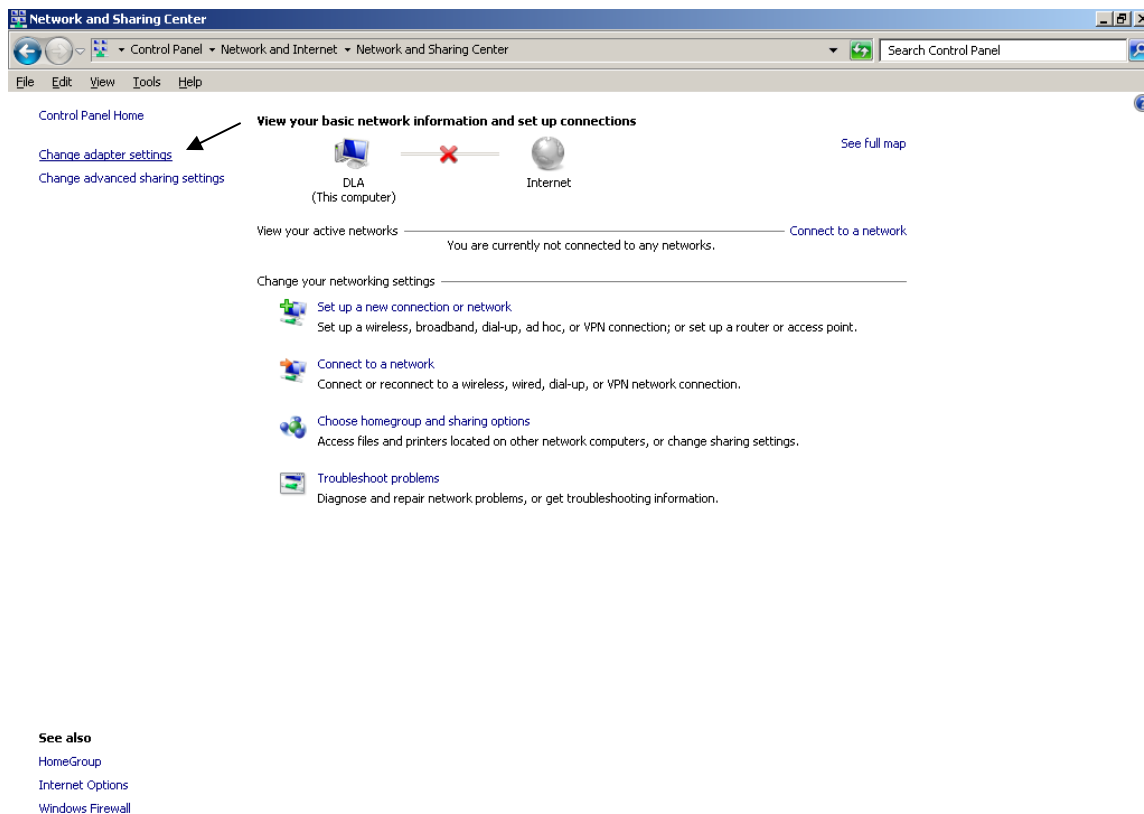 Network and Sharing Center
Control Panel Network and Internet Network and Sharing Center Search Control Panel
File Edit View Tools Help
Control Panel Home
Change adapter settings
Change advanced sharing settings
View your basic network information and set up connections
See full map
DLA
(This computer)
Internet
View your active networks
Connect to a network
You are currently not connected to any networks.
Change your networking settings
Set up a new connection or network
Set up a wireless, broadband, dial-up, ad hoc, or VPN connection; or set up a router or access point.
Connect to a network
Connect or reconnect to a wireless, wired, dial-up, or VPN network connection.
Choose homegroup and sharing options
Access files and printers located on other network computers, or change sharing settings.
Troubleshoot problems
Diagnose and repair network problems, or get troubleshooting information.
See also
HomeGroup
Internet Options
Windows Firewall